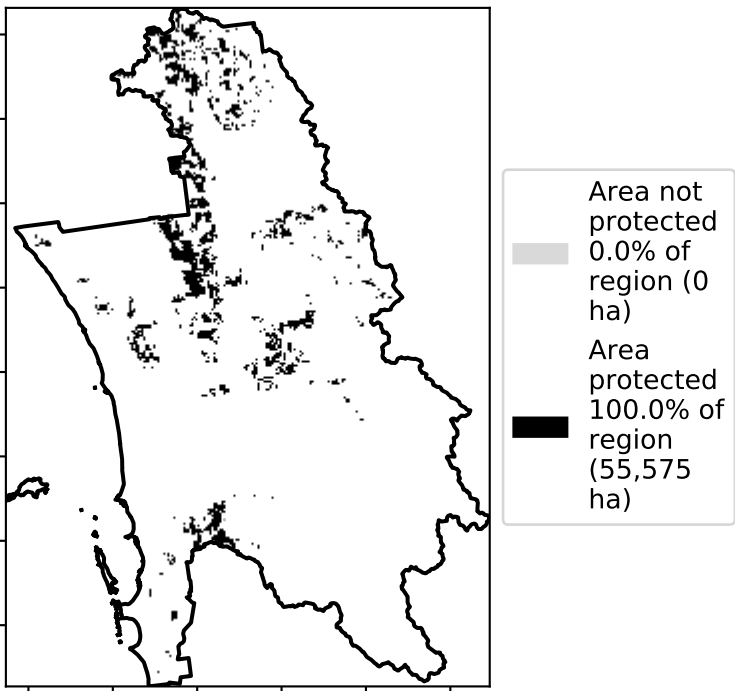 Area not
protected
0.0% of
region (0
ha)
Area
protected
100.0% of
region
(55,575
ha)